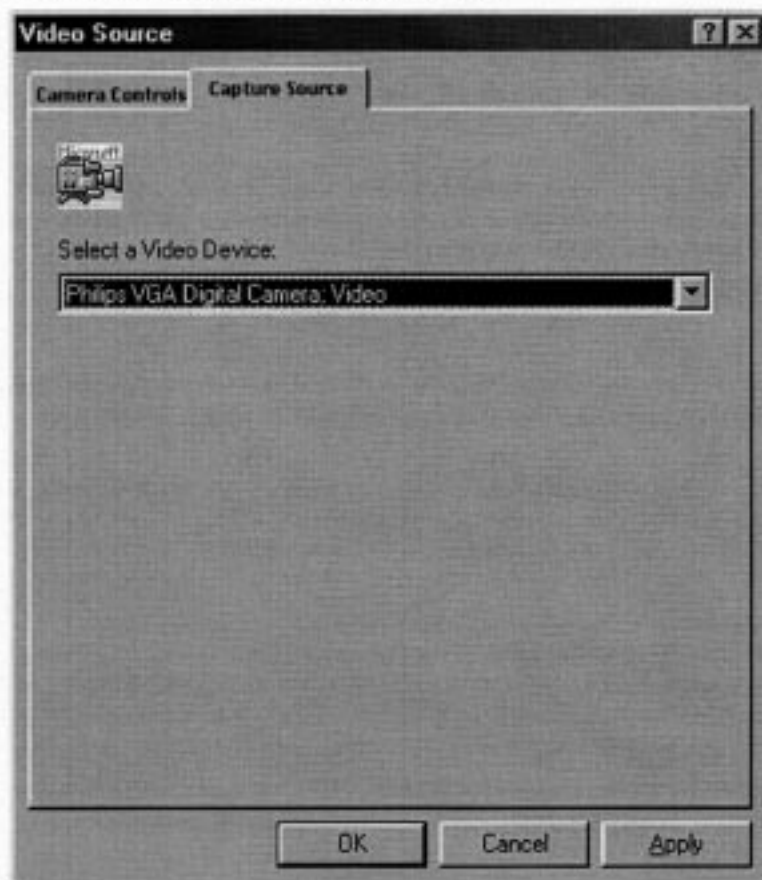 Video Source
Camera Controls
Capture Source
Select a Video Device:
Philips VGA Digital Camera; Video
OK
Cancel
Apply